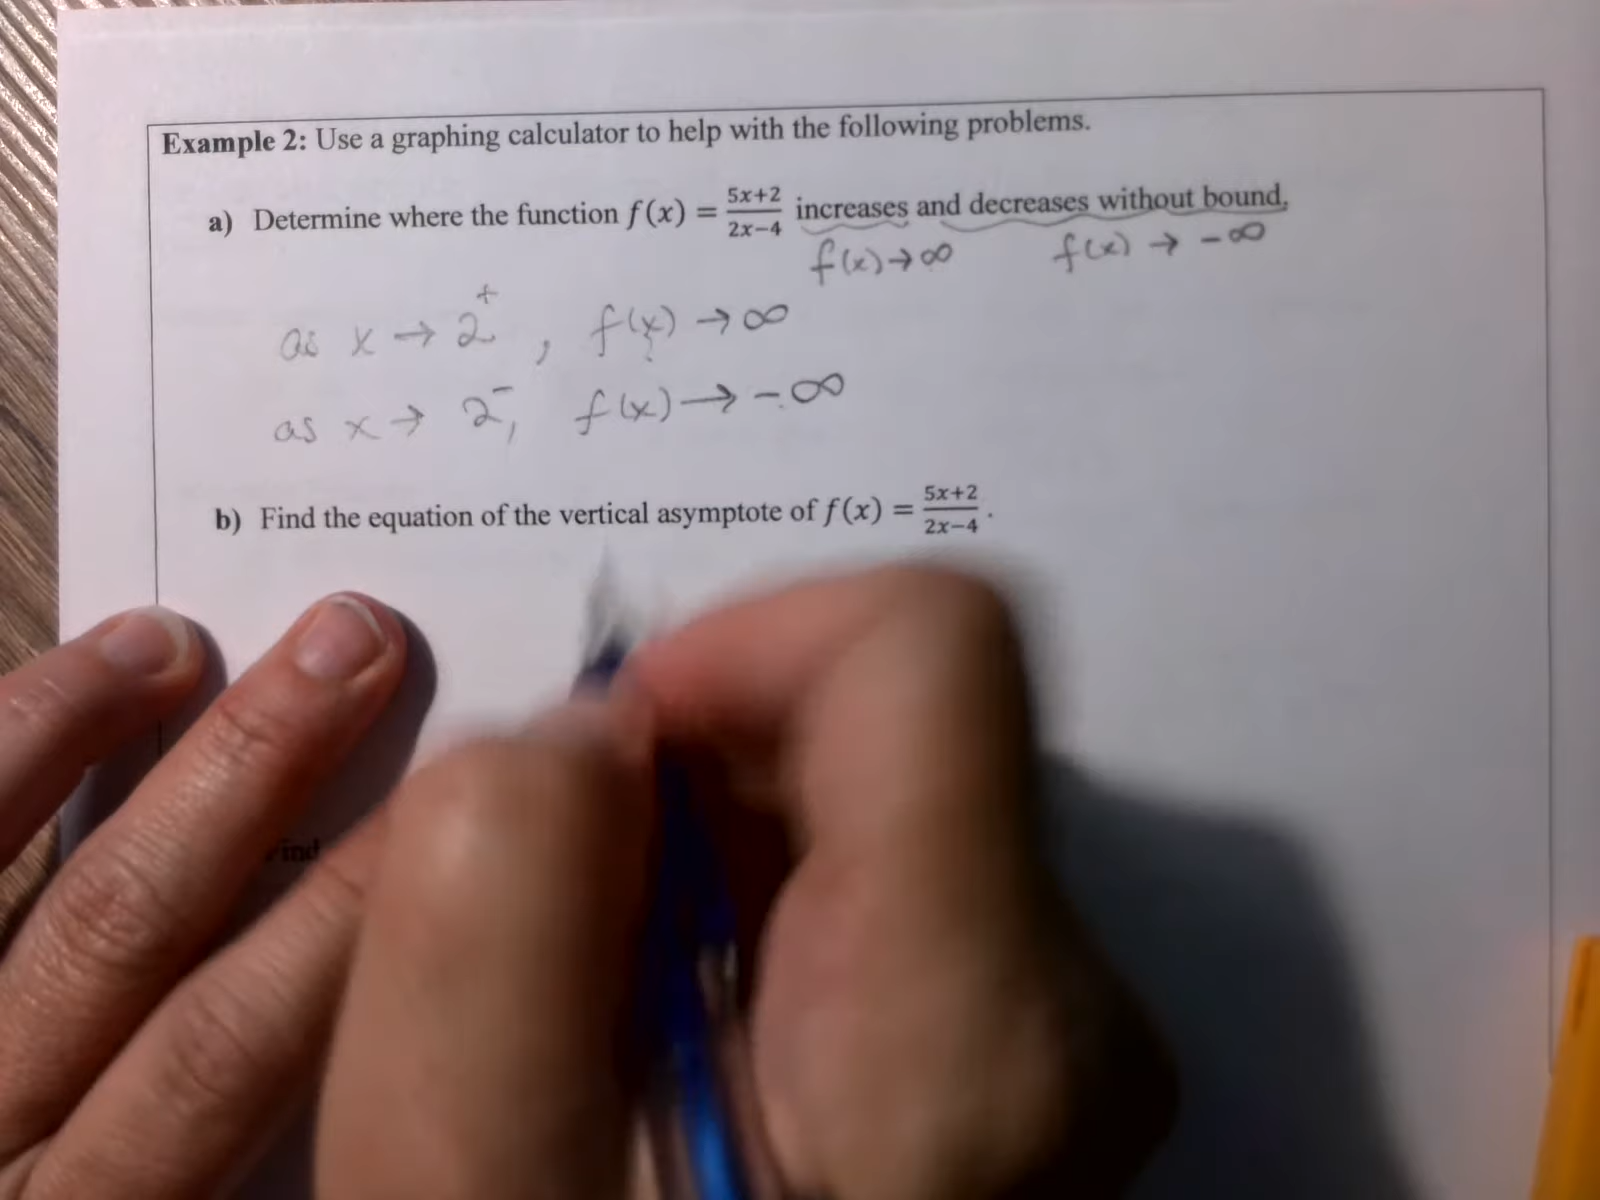 Example 2: Use a graphing calculator to help with the following problems.
a) Determine where the function f(x) = \frac{5x+2}{2x-4} increases and decreases without bound.
f(x)→∞ f(x) → -∞
as x → 2⁺, f(x) → ∞
as x → 2⁻, f(x) → -∞
b) Find the equation of the vertical asymptote of f(x) = \frac{5x+2}{2x-4}.